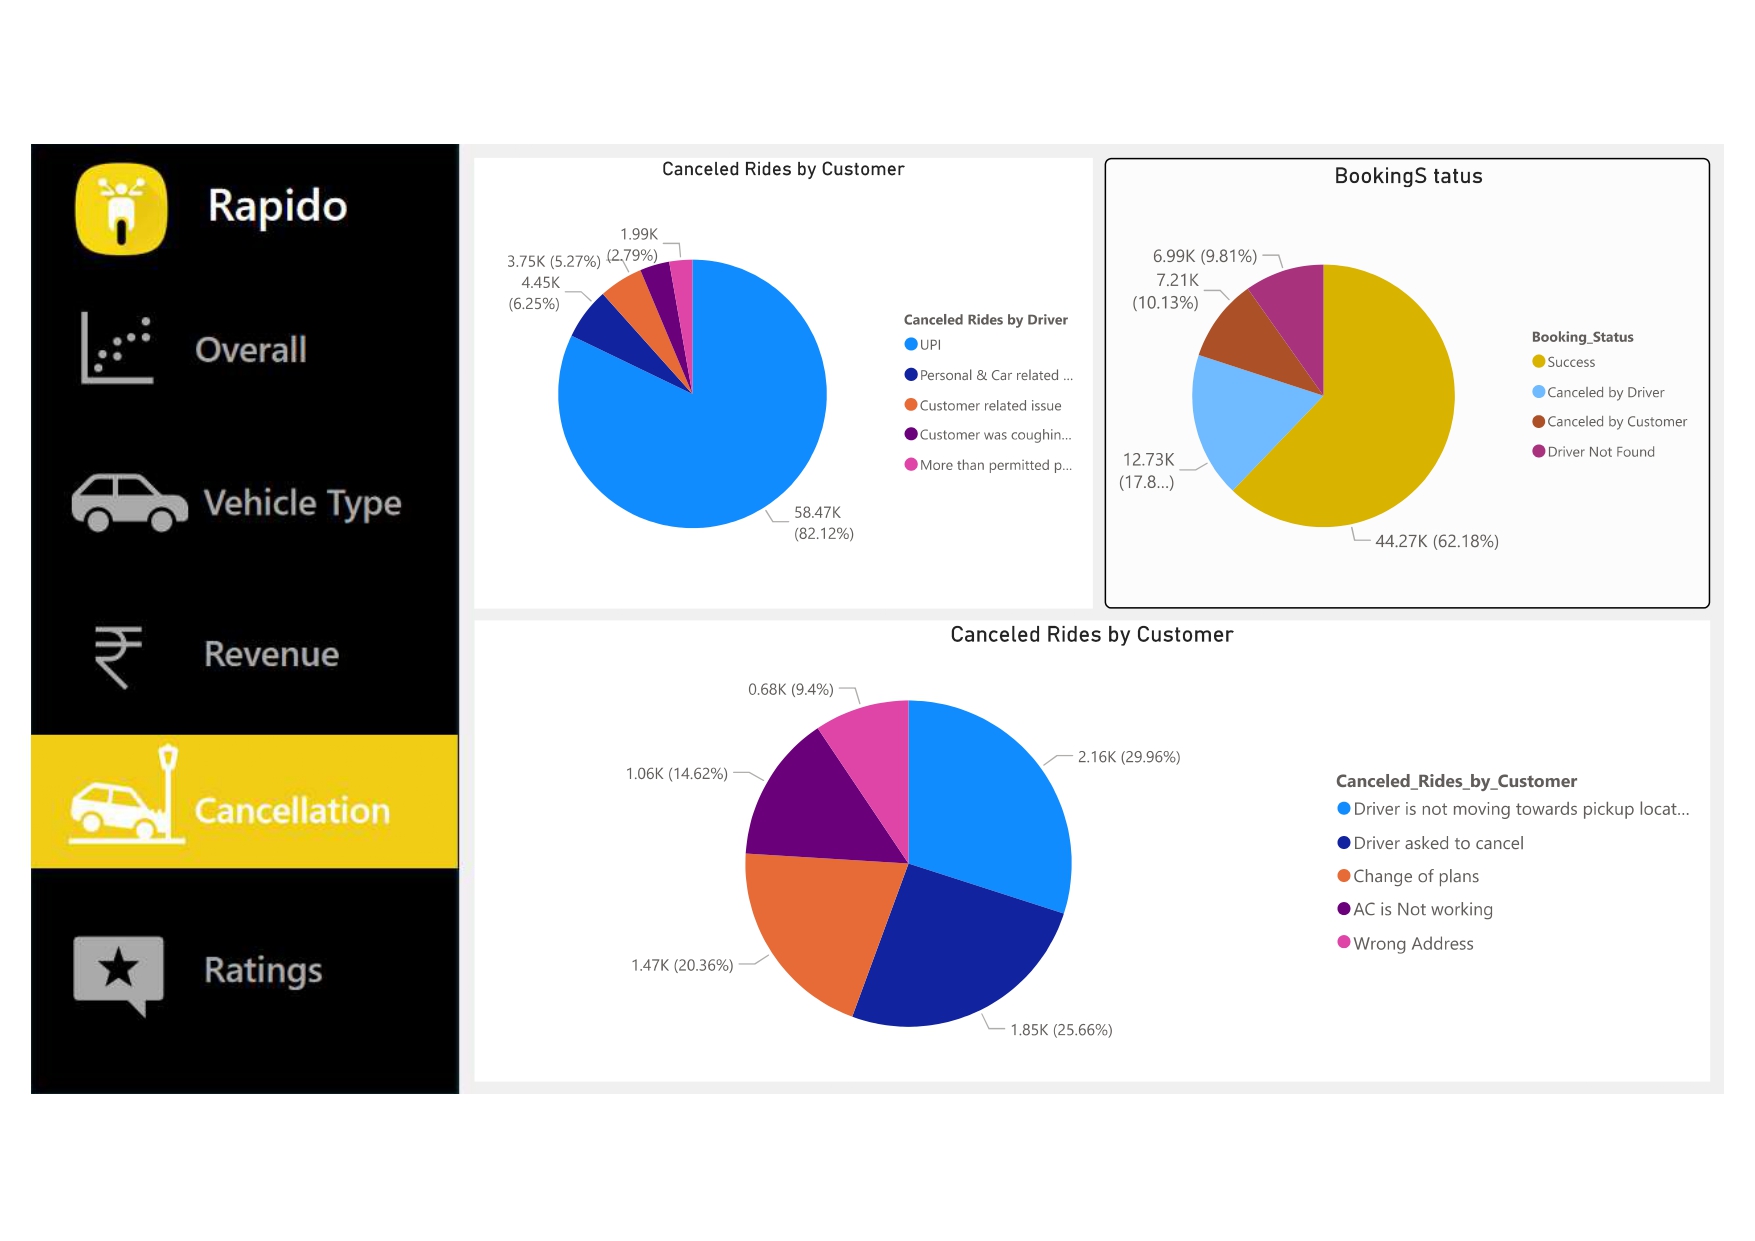 Rapido
Overall
Vehicle Type
Revenue
Cancellation
Ratings
Canceled Rides by Customer
1.99K
(2.79%)
3.75K (5.27%)
4.45K
(6.25%)
58.47K
(82.12%)
Canceled Rides by Driver
UPI
Personal & Car related ...
Customer related issue
Customer was coughin...
More than permitted p...
BookingS tatus
6.99K (9.81%)
7.21K
(10.13%)
12.73K
(17.8...)
44.27K (62.18%)
Booking_Status
Success
Canceled by Driver
Canceled by Customer
Driver Not Found
Canceled Rides by Customer
0.68K (9.4%)
2.16K (29.96%)
1.06K (14.62%)
1.47K (20.36%)
1.85K (25.66%)
Canceled_Rides_by_Customer
Driver is not moving towards pickup locat...
Driver asked to cancel
Change of plans
AC is Not working
Wrong Address